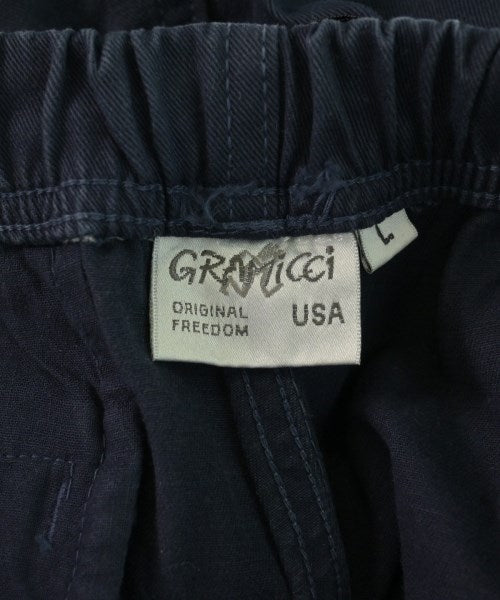 L
GRAMICCi
ORIGINAL
FREEDOM
USA